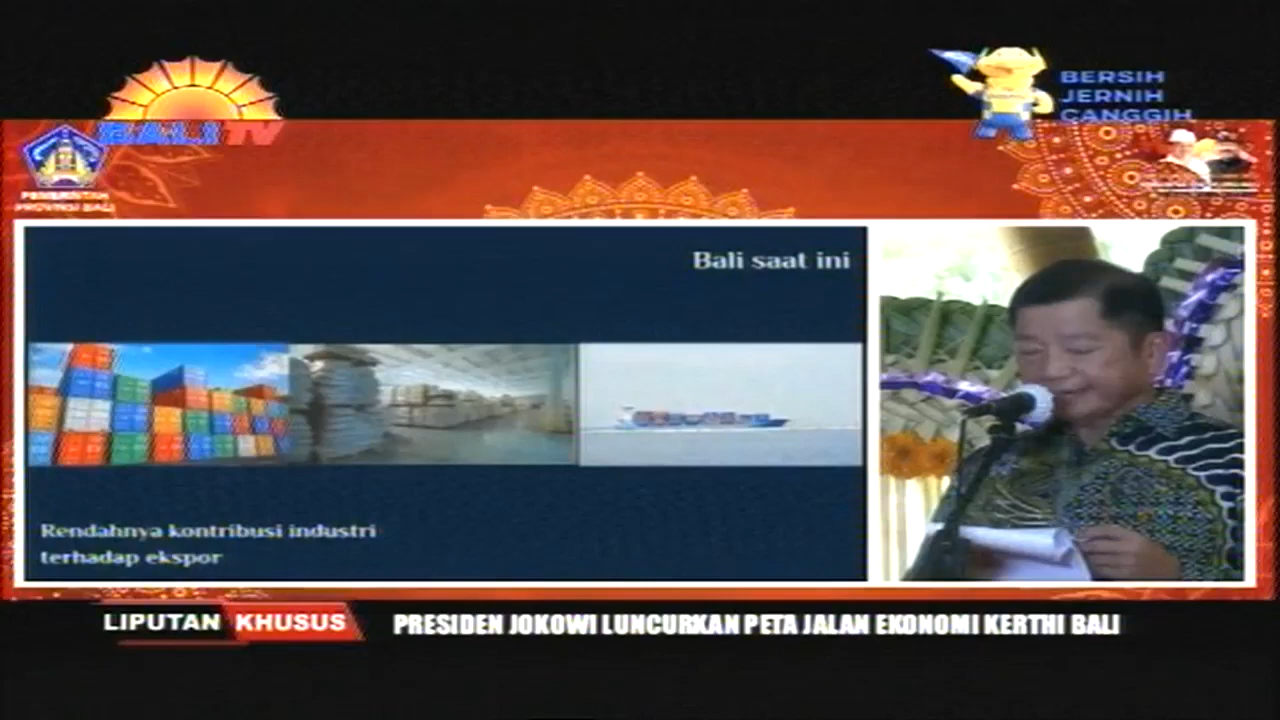 BALI TV
BERSIH
JERNIH
CANGGIH
PEMERINTAH
PROVINSI BALI
Bali saat ini
Rendahnya kontribusi industri
terhadap ekspor
LIPUTAN KHUSUS
PRESIDEN JOKOWI LUNCURKAN PETA JALAN EKONOMI KERTHI BALI